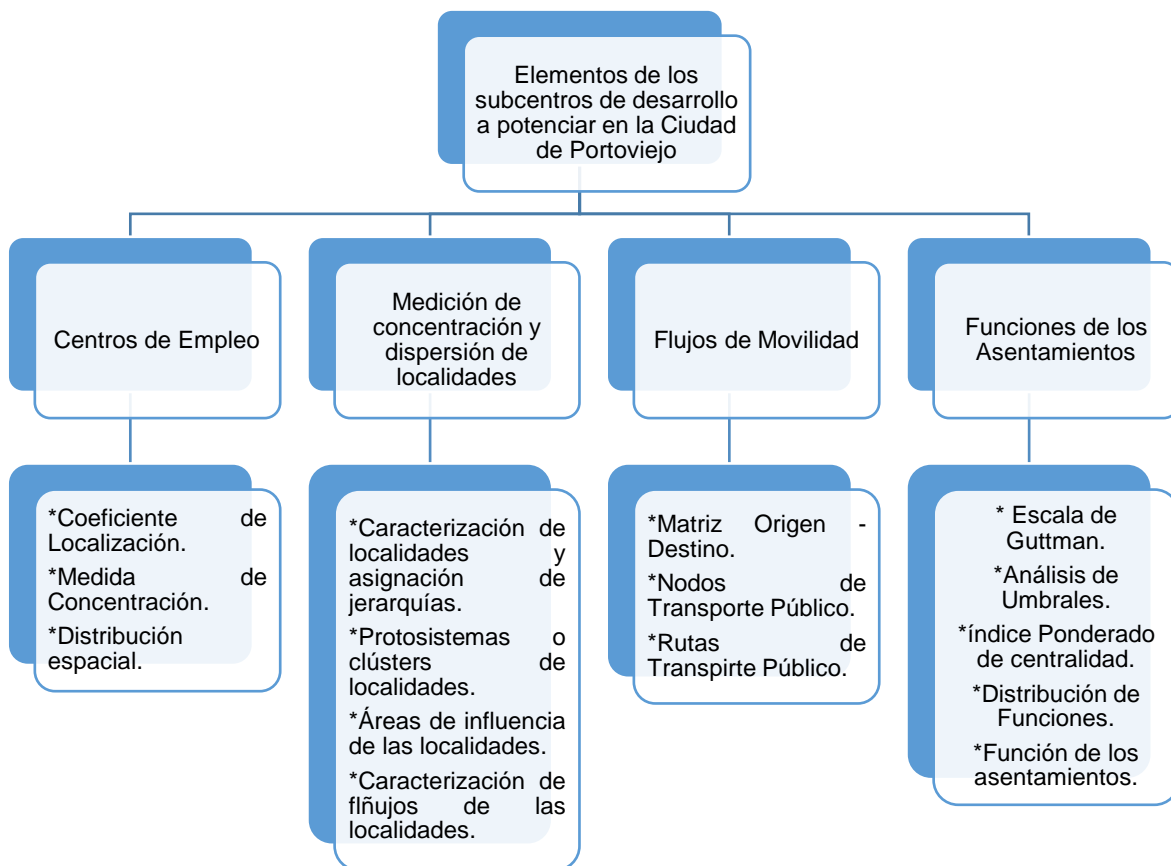 Elementos de los
subcentros de desarrollo
a potenciar en la Ciudad
de Portoviejo
Centros de Empleo
Medición de
concentración y
dispersión de
localidades
Flujos de Movilidad
Funciones de los
Asentamientos
*Coeficiente de
Localización.
*Medida de
Concentración.
*Distribución
espacial.
*Caracterización de
localidades y
asignación de
jerarquías.
*Protosistemas o
clústers de
localidades.
*Áreas de influencia
de las localidades.
*Caracterización de
flñujos de las
localidades.
*Matriz Origen -
Destino.
*Nodos de
Transporte Público.
*Rutas de
Transpirte Público.
* Escala de
Guttman.
*Análisis de
Umbrales.
*índice Ponderado
de centralidad.
*Distribución de
Funciones.
*Función de los
asentamientos.